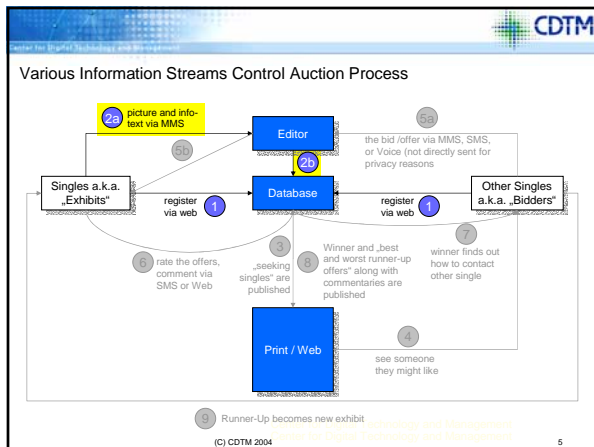 CDTM
Center for Digital Technology and Management
Various Information Streams Control Auction Process
2a
picture and info-
text via MMS
Editor
5a
the bid /offer via MMS, SMS,
or Voice (not directly sent for
privacy reasons
5b
2b
Singles a.k.a.
„Exhibits“
register
via web
1
Database
register
via web
1
Other Singles
a.k.a. „Bidders“
6
rate the offers,
comment via
SMS or Web
3
„seeking
singles“ are
published
8
Winner and „best
and worst runner-up
offers“ along with
commentaries are
published
7
winner finds out
how to contact
other single
Print / Web
4
see someone
they might like
9
Runner-Up becomes new exhibit
(C) CDTM 2004
5